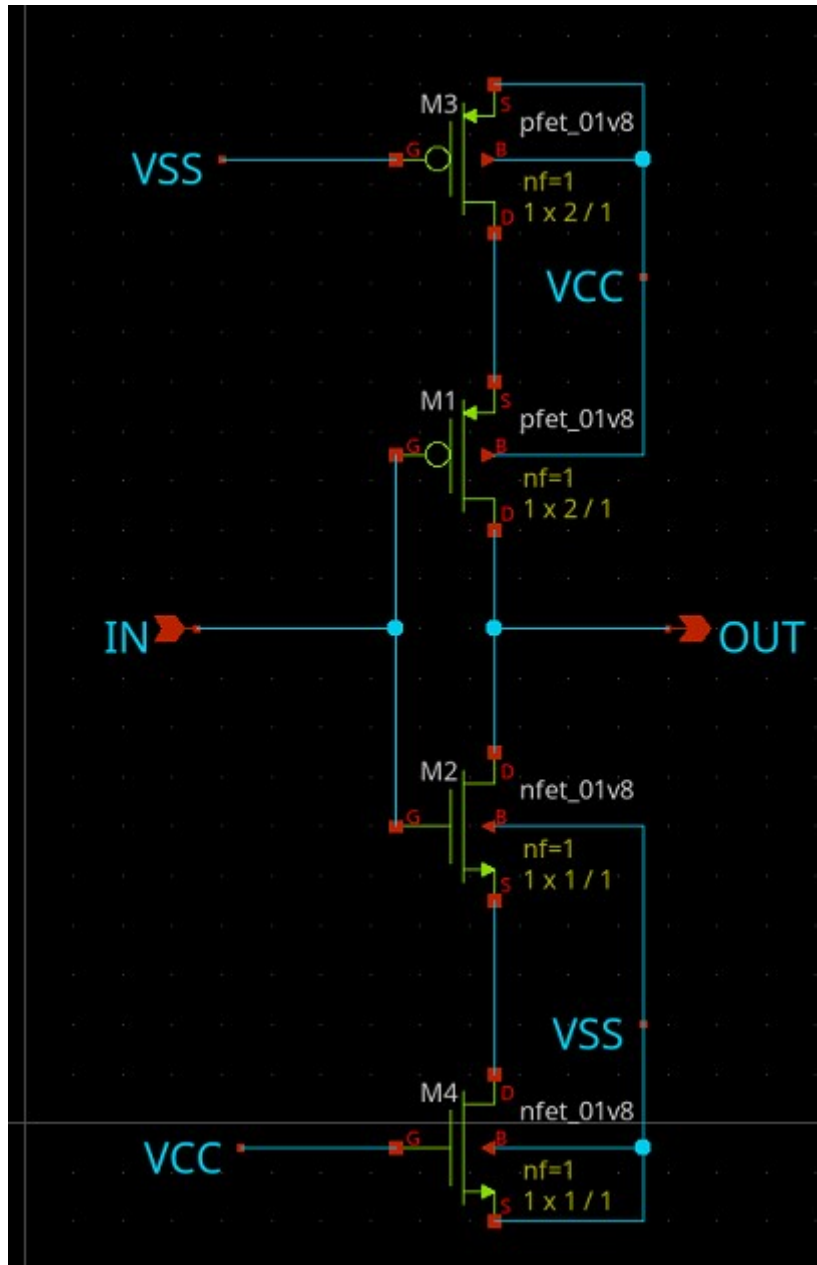 M3
S
pfet_01v8
VSS
G
B
nf=1
D 1 x 2 / 1
VCC
M1
S
pfet_01v8
G
B
nf=1
D 1 x 2 / 1
IN
OUT
M2
D
nfet_01v8
G
B
nf=1
S 1 x 1 / 1
VSS
M4
D
nfet_01v8
VCC
G
B
nf=1
S 1 x 1 / 1